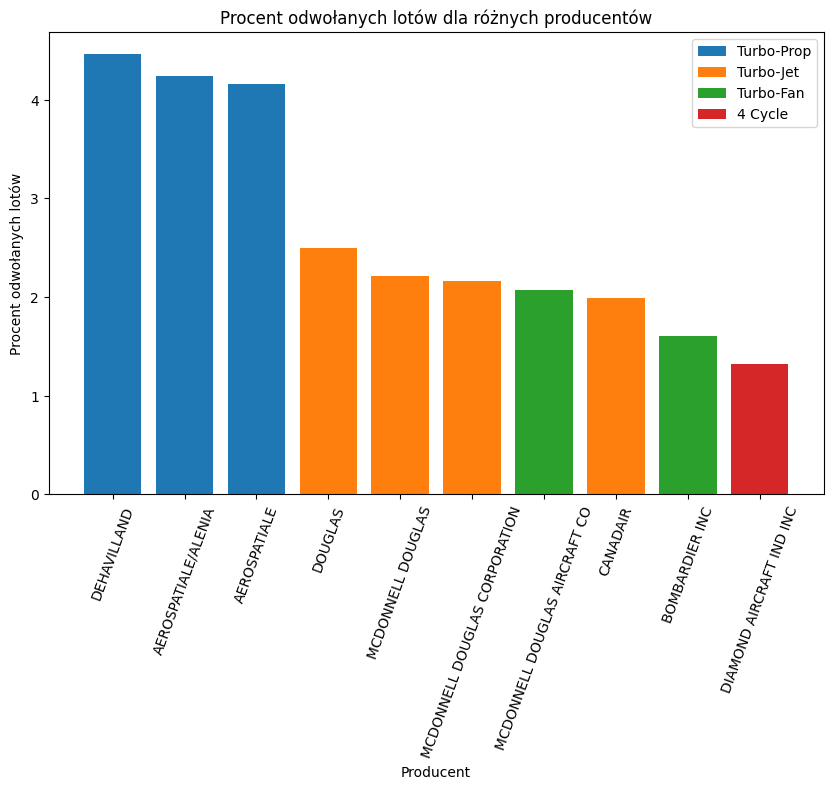 Procent odwołanych lotów dla różnych producentów
Turbo-Prop
Turbo-Jet
Turbo-Fan
4 Cycle
Procent odwołanych lotów
4
3
2
1
0
DEHAVILLAND
AEROSPATIALE/ALENIA
AEROSPATIALE
DOUGLAS
MCDONNELL DOUGLAS
MCDONNELL DOUGLAS CORPORATION
MCDONNELL DOUGLAS AIRCRAFT CO
CANADAIR
BOMBARDIER INC
DIAMOND AIRCRAFT IND INC
Producent